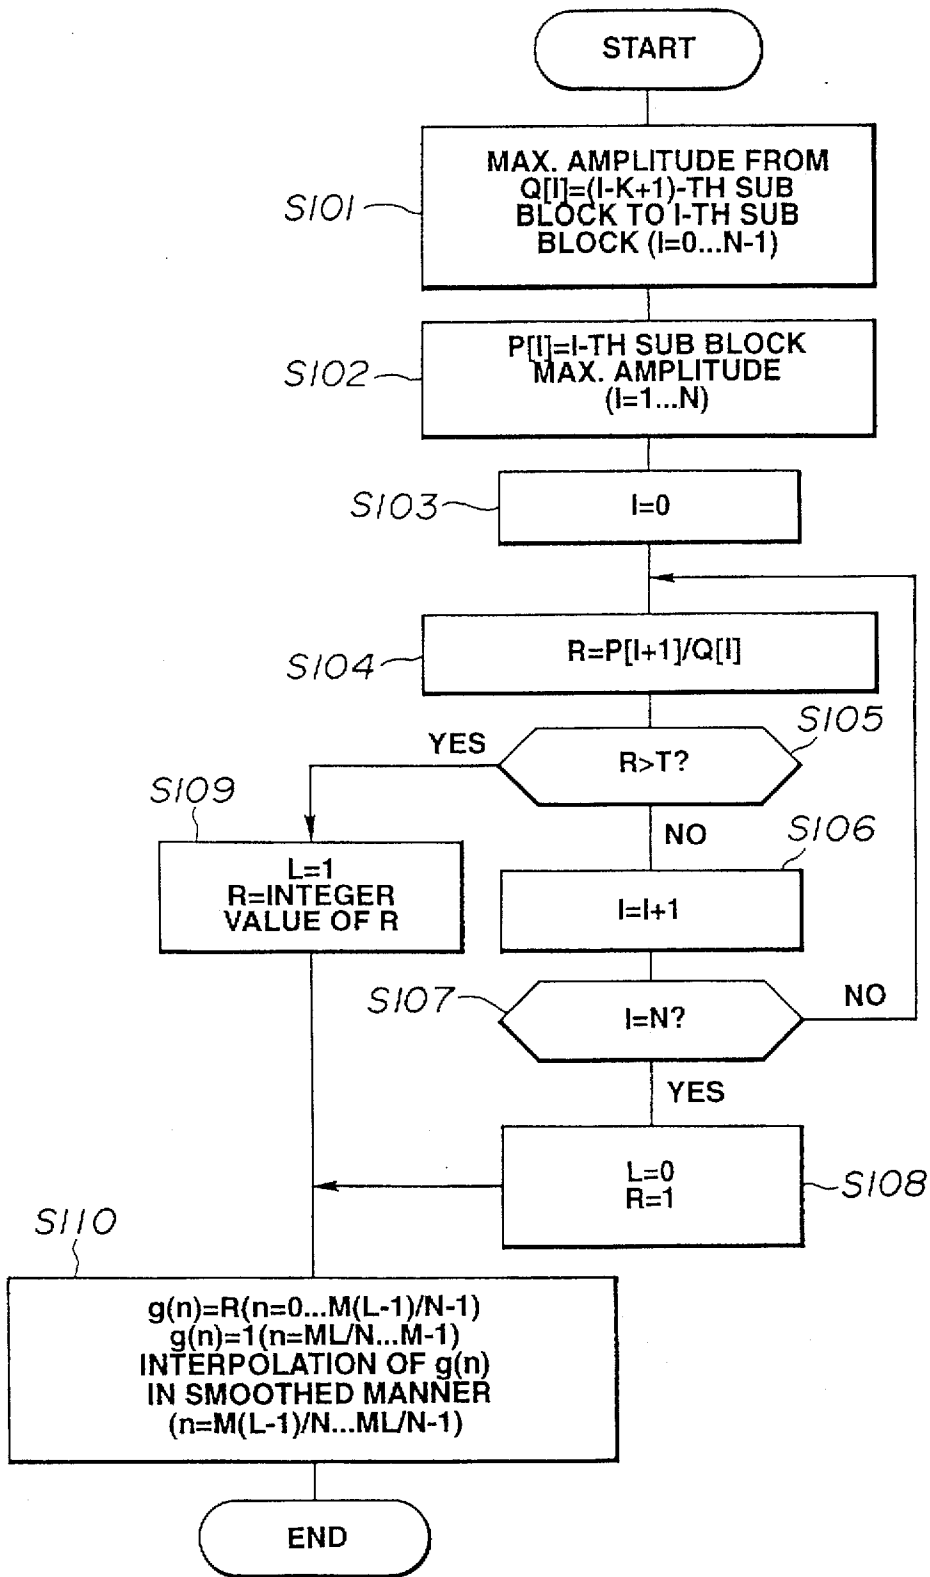 START
S101
MAX. AMPLITUDE FROM
Q[I]=(I-K+1)-TH SUB
BLOCK TO I-TH SUB
BLOCK (I=0...N-1)
S102
P[I]=I-TH SUB BLOCK
MAX. AMPLITUDE
(I=1...N)
S103
I=0
S104
R=P[I+1]/Q[I]
S105
R>T?
YES
NO
S109
L=1
R=INTEGER
VALUE OF R
S106
I=I+1
S107
I=N?
NO
YES
S108
L=0
R=1
S110
g(n)=R(n=0...M(L-1)/N-1)
g(n)=1(n=ML/N...M-1)
INTERPOLATION OF g(n)
IN SMOOTHED MANNER
(n=M(L-1)/N...ML/N-1)
END